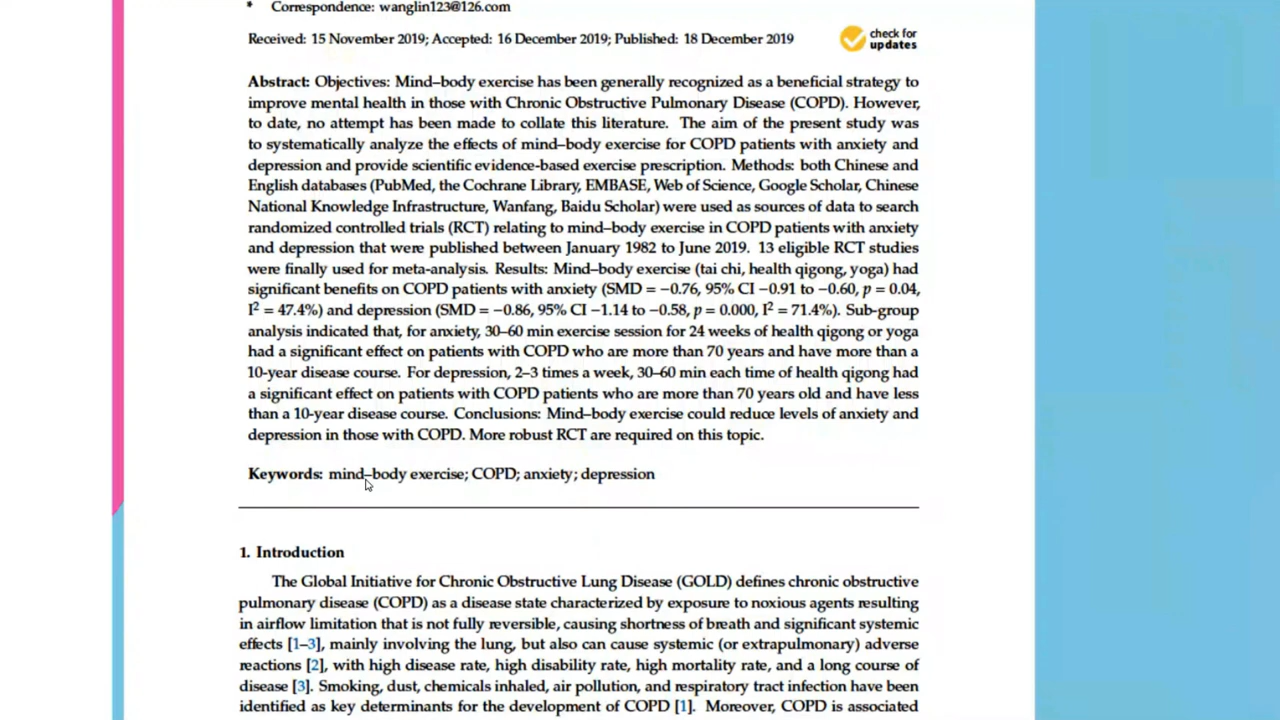 * Correspondence: wanglin123@126.com
Received: 15 November 2019; Accepted: 16 December 2019; Published: 18 December 2019
check for
updates
Abstract: Objectives: Mind–body exercise has been generally recognized as a beneficial strategy to
improve mental health in those with Chronic Obstructive Pulmonary Disease (COPD). However,
to date, no attempt has been made to collate this literature. The aim of the present study was
to systematically analyze the effects of mind–body exercise for COPD patients with anxiety and
depression and provide scientific evidence-based exercise prescription. Methods: both Chinese and
English databases (PubMed, the Cochrane Library, EMBASE, Web of Science, Google Scholar, Chinese
National Knowledge Infrastructure, Wanfang, Baidu Scholar) were used as sources of data to search
randomized controlled trials (RCT) relating to mind–body exercise in COPD patients with anxiety
and depression that were published between January 1982 to June 2019. 13 eligible RCT studies
were finally used for meta-analysis. Results: Mind–body exercise (tai chi, health qigong, yoga) had
significant benefits on COPD patients with anxiety (SMD = −0.76, 95% CI −0.91 to −0.60, p = 0.04,
I² = 47.4%) and depression (SMD = −0.86, 95% CI −1.14 to −0.58, p = 0.000, I² = 71.4%). Sub-group
analysis indicated that, for anxiety, 30–60 min exercise session for 24 weeks of health qigong or yoga
had a significant effect on patients with COPD who are more than 70 years and have more than a
10-year disease course. For depression, 2–3 times a week, 30–60 min each time of health qigong had
a significant effect on patients with COPD patients who are more than 70 years old and have less
than a 10-year disease course. Conclusions: Mind–body exercise could reduce levels of anxiety and
depression in those with COPD. More robust RCT are required on this topic.
Keywords: mind–body exercise; COPD; anxiety; depression
1. Introduction
The Global Initiative for Chronic Obstructive Lung Disease (GOLD) defines chronic obstructive
pulmonary disease (COPD) as a disease state characterized by exposure to noxious agents resulting
in airflow limitation that is not fully reversible, causing shortness of breath and significant systemic
effects [1–3], mainly involving the lung, but also can cause systemic (or extrapulmonary) adverse
reactions [2], with high disease rate, high disability rate, high mortality rate, and a long course of
disease [3]. Smoking, dust, chemicals inhaled, air pollution, and respiratory tract infection have been
identified as key determinants for the development of COPD [1]. Moreover, COPD is associated